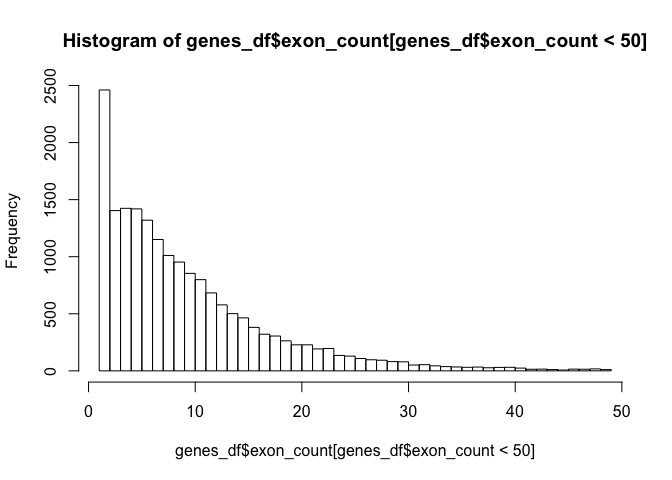 Histogram of genes_df$exon_count[genes_df$exon_count < 50]
Frequency
2500
2000
1500
1000
500
0
0 10 20 30 40 50
genes_df$exon_count[genes_df$exon_count < 50]